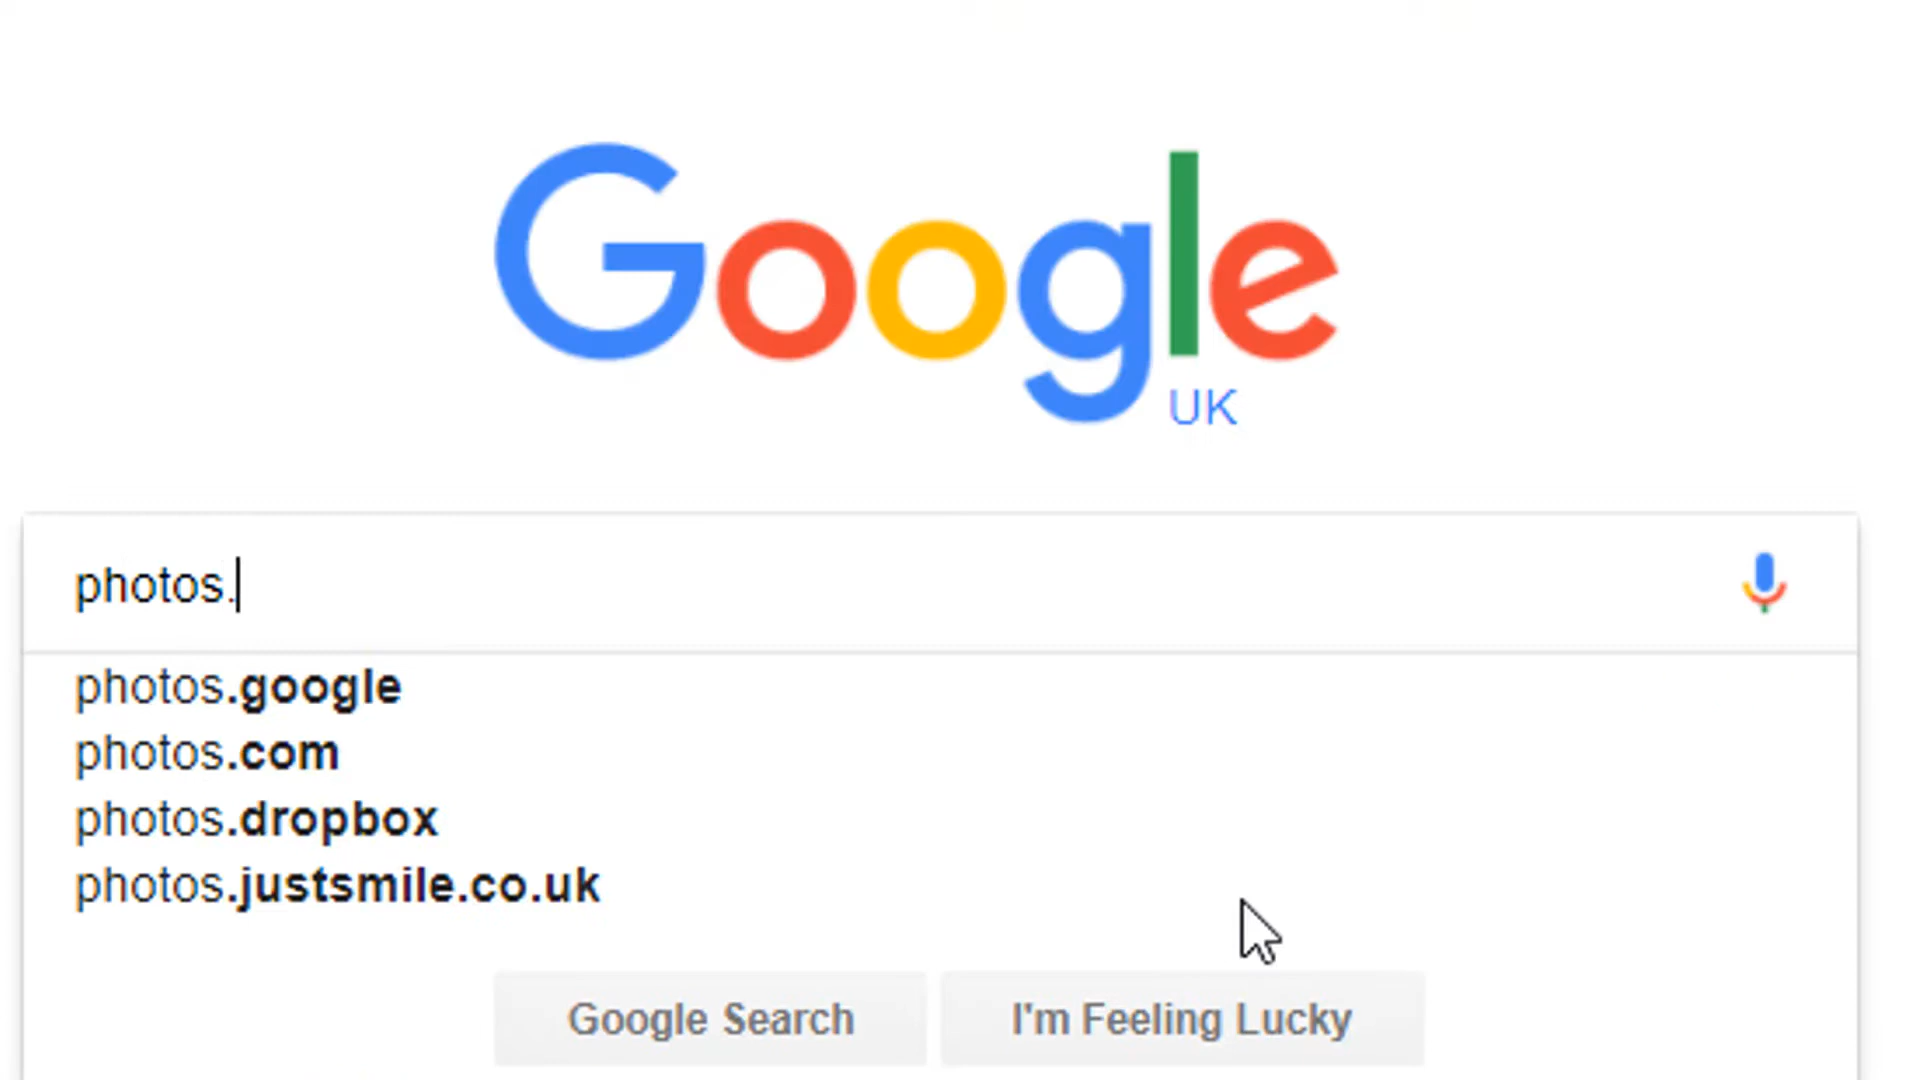 Google
UK
photos.
photos.google
photos.com
photos.dropbox
photos.justsmile.co.uk
Google Search
I'm Feeling Lucky